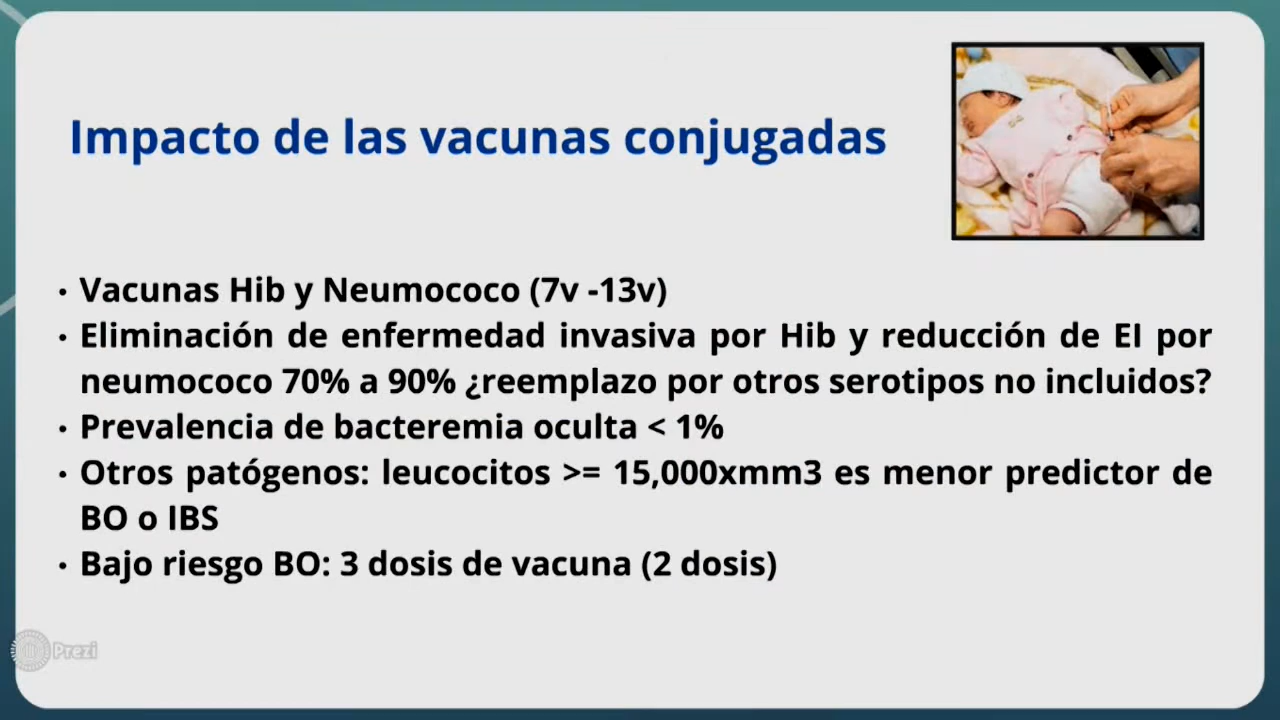 Impacto de las vacunas conjugadas
• Vacunas Hib y Neumococo (7v -13v)
• Eliminación de enfermedad invasiva por Hib y reducción de EI por
neumococo 70% a 90% ¿reemplazo por otros serotipos no incluidos?
• Prevalencia de bacteremia oculta < 1%
• Otros patógenos: leucocitos >= 15,000xmm3 es menor predictor de
BO o IBS
• Bajo riesgo BO: 3 dosis de vacuna (2 dosis)
Prezi